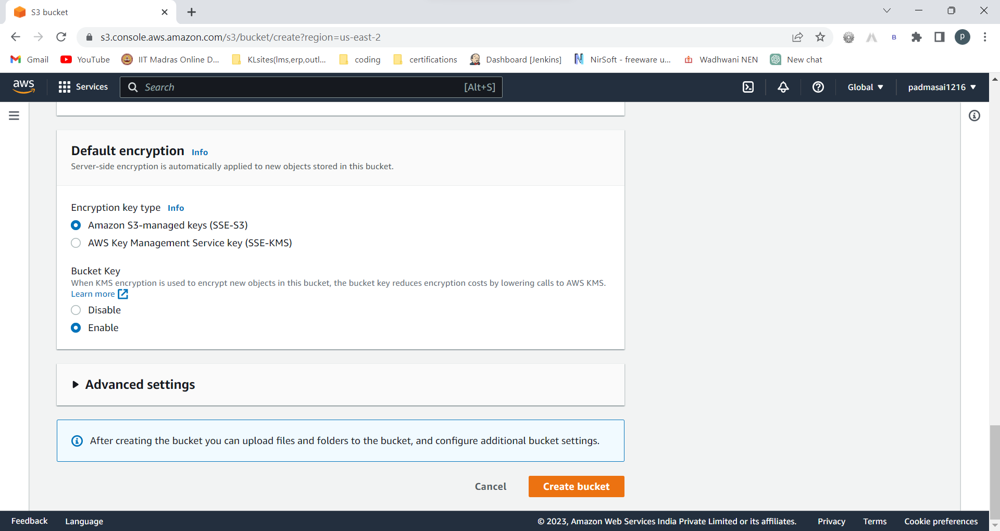 S3 bucket
s3.console.aws.amazon.com/s3/bucket/create?region=us-east-2
B
p
Gmail
YouTube
IIT Madras Online D...
KLsites(lms,erp,outl...
coding
certifications
Dashboard [Jenkins]
NirSoft - freeware u...
Wadhwani NEN
New chat
aws
Services
Search
[Alt+S]
Global
padmasai1216
Default encryption Info
Server-side encryption is automatically applied to new objects stored in this bucket.
Encryption key type Info
Amazon S3-managed keys (SSE-S3)
AWS Key Management Service key (SSE-KMS)
Bucket Key
When KMS encryption is used to encrypt new objects in this bucket, the bucket key reduces encryption costs by lowering calls to AWS KMS.
Learn more
Disable
Enable
Advanced settings
After creating the bucket you can upload files and folders to the bucket, and configure additional bucket settings.
Cancel
Create bucket
Feedback
Language
© 2023, Amazon Web Services India Private Limited or its affiliates.
Privacy
Terms
Cookie preferences